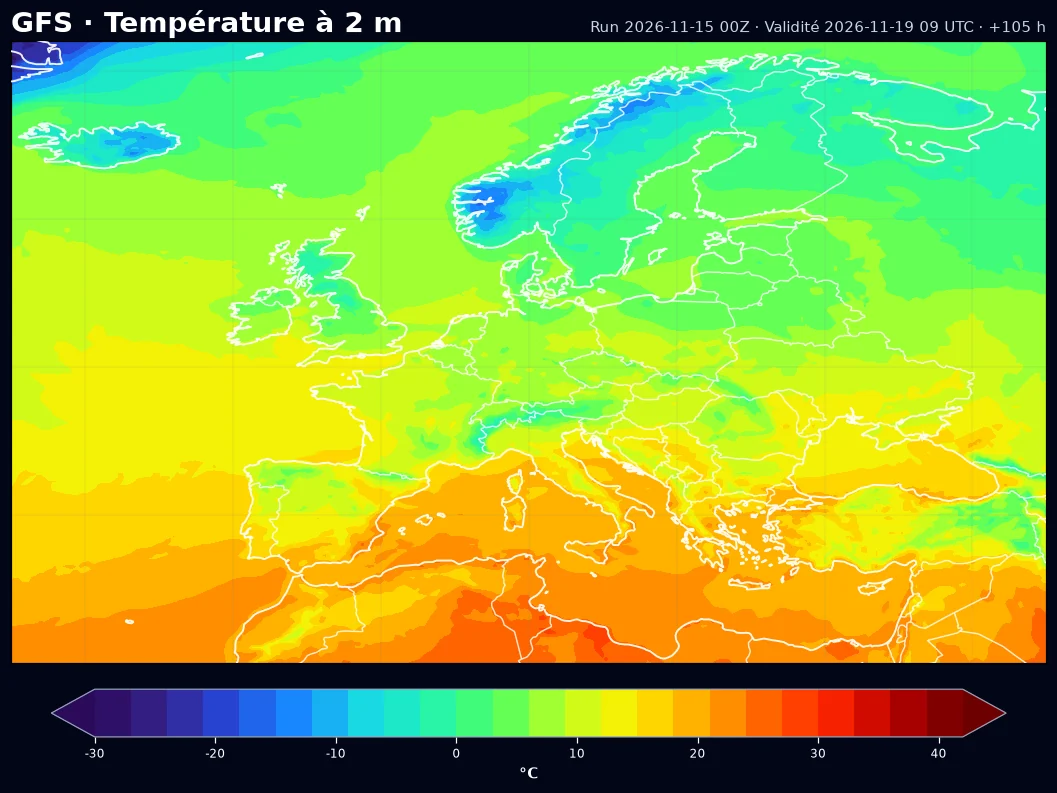 GFS · Température à 2 m
Run 2026-11-15 00Z · Validité 2026-11-19 09 UTC · +105 h
-30 -20 -10 0 10 20 30 40
°C